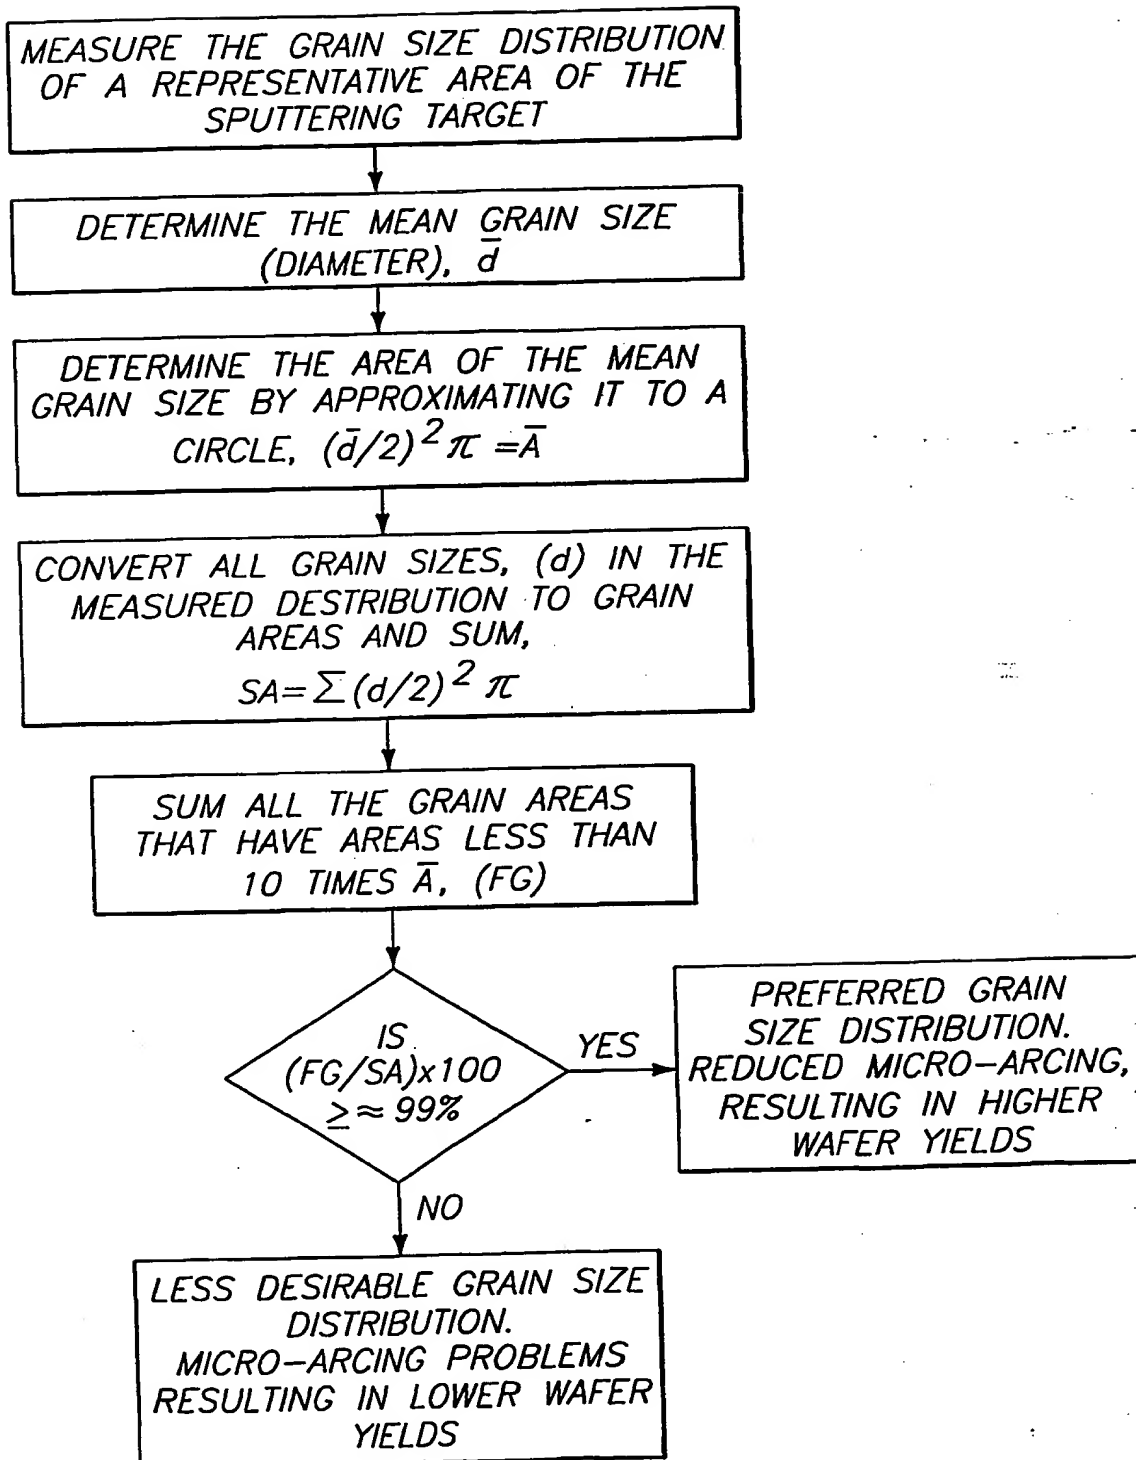 MEASURE THE GRAIN SIZE DISTRIBUTION
OF A REPRESENTATIVE AREA OF THE
SPUTTERING TARGET
DETERMINE THE MEAN GRAIN SIZE
(DIAMETER), d̅
DETERMINE THE AREA OF THE MEAN
GRAIN SIZE BY APPROXIMATING IT TO A
CIRCLE, (d̅/2)² π = A̅
CONVERT ALL GRAIN SIZES, (d) IN THE
MEASURED DESTRIBUTION TO GRAIN
AREAS AND SUM,
SA= Σ (d/2)² π
SUM ALL THE GRAIN AREAS
THAT HAVE AREAS LESS THAN
10 TIMES A̅, (FG)
IS
(FG/SA)x100
≥ ≈ 99%
YES
PREFERRED GRAIN
SIZE DISTRIBUTION.
REDUCED MICRO-ARCING,
RESULTING IN HIGHER
WAFER YIELDS
NO
LESS DESIRABLE GRAIN SIZE
DISTRIBUTION.
MICRO-ARCING PROBLEMS
RESULTING IN LOWER WAFER
YIELDS